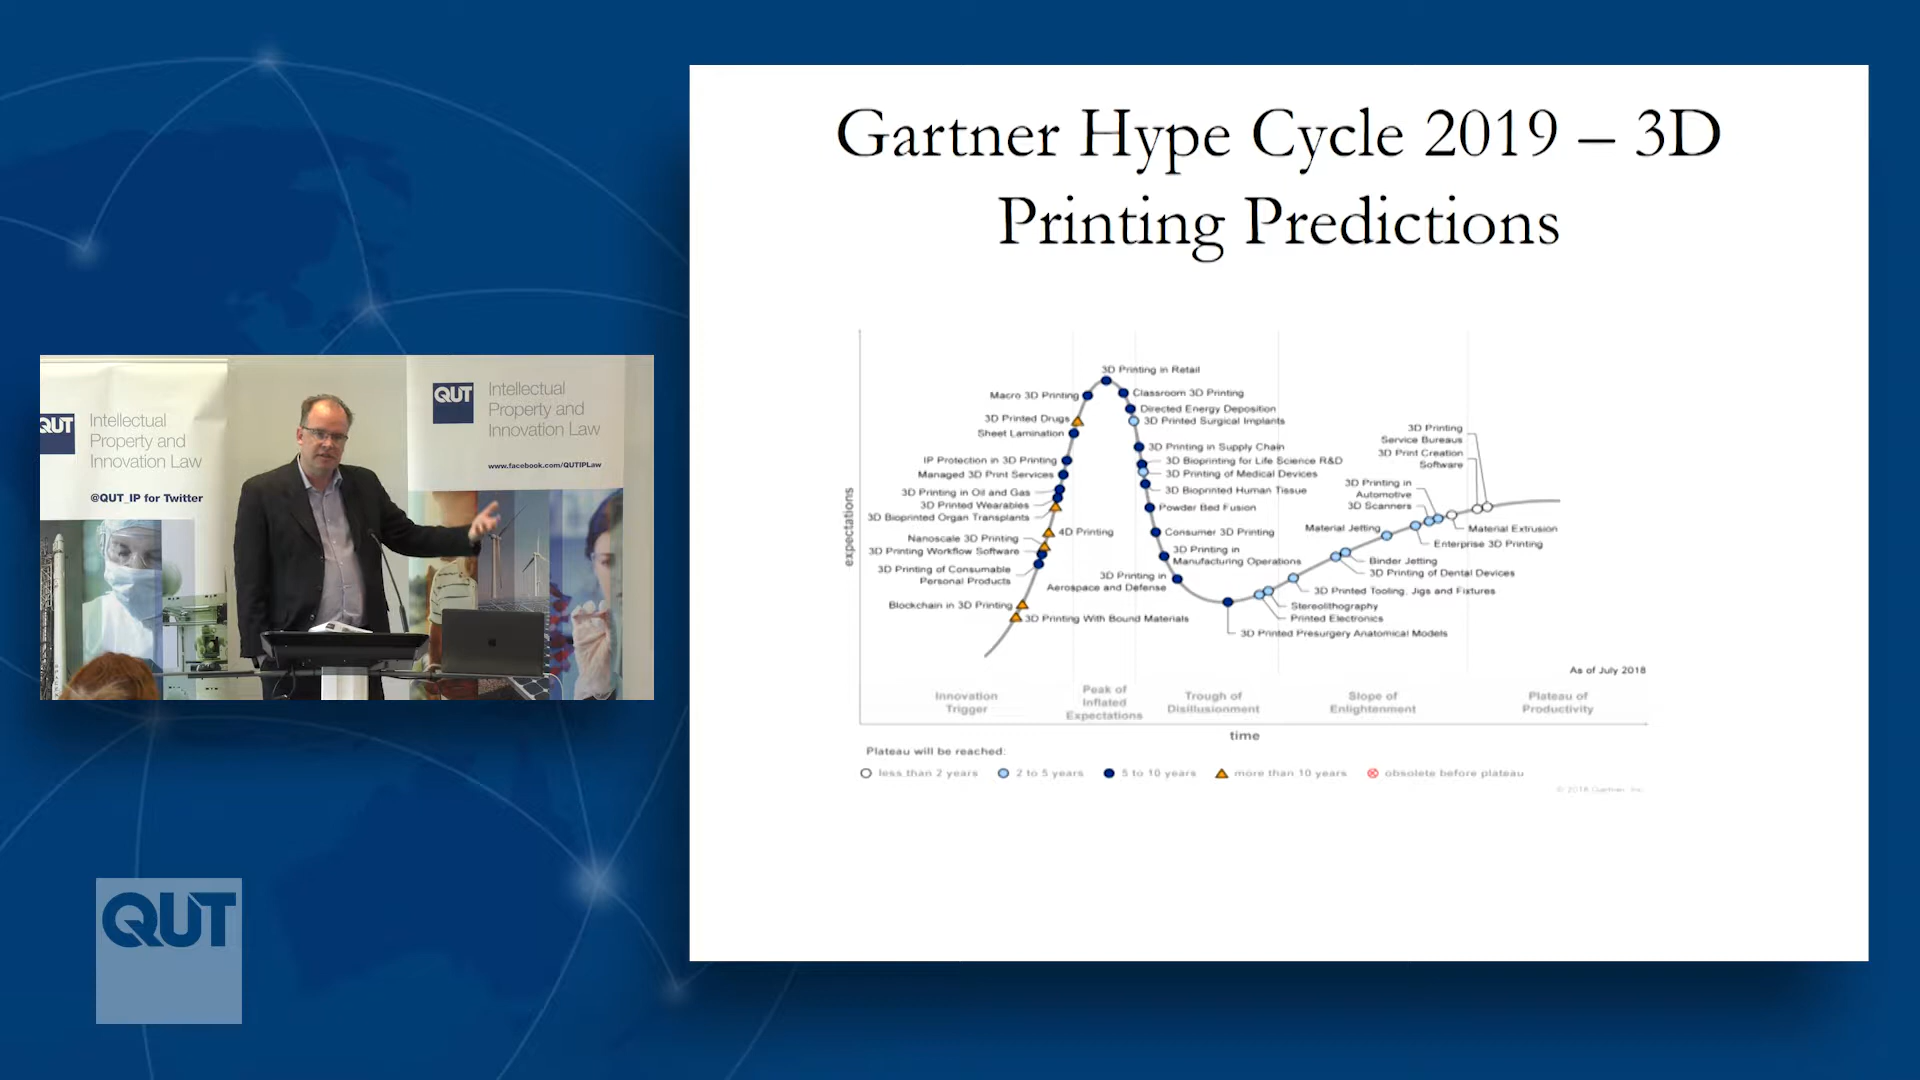 Gartner Hype Cycle 2019 – 3D
Printing Predictions
QUT
Intellectual
Property and
Innovation Law
@QUT_IP for Twitter
QUT
Intellectual
Property and
Innovation Law
www.facebook.com/QUTIPLaw
QUT
expectations
3D Printing in Retail
Macro 3D Printing
Classroom 3D Printing
Directed Energy Deposition
3D Printed Drugs
3D Printed Surgical Implants
Sheet Lamination
3D Printing in Supply Chain
IP Protection in 3D Printing
3D Bioprinting for Life Science R&D
Managed 3D Print Services
3D Printing of Medical Devices
3D Printing in Oil and Gas
3D Bioprinted Human Tissue
3D Printed Wearables
Powder Bed Fusion
3D Bioprinted Organ Transplants
4D Printing
Consumer 3D Printing
Nanoscale 3D Printing
3D Printing Workflow Software
3D Printing in
Manufacturing Operations
3D Printing of Consumable
Personal Products
3D Printing in
Aerospace and Defense
Blockchain in 3D Printing
3D Printing With Bound Materials
3D Printing
Service Bureaus
3D Print Creation
Software
3D Printing in
Automotive
3D Scanners
Material Jetting
Material Extrusion
Enterprise 3D Printing
Binder Jetting
3D Printing of Dental Devices
3D Printed Tooling, Jigs and Fixtures
Stereolithography
Printed Electronics
3D Printed Presurgery Anatomical Models
As of July 2018
Innovation
Trigger
Peak of
Inflated
Expectations
Trough of
Disillusionment
Slope of
Enlightenment
Plateau of
Productivity
time
Plateau will be reached:
less than 2 years
2 to 5 years
5 to 10 years
more than 10 years
obsolete before plateau
© 2018 Gartner, Inc.